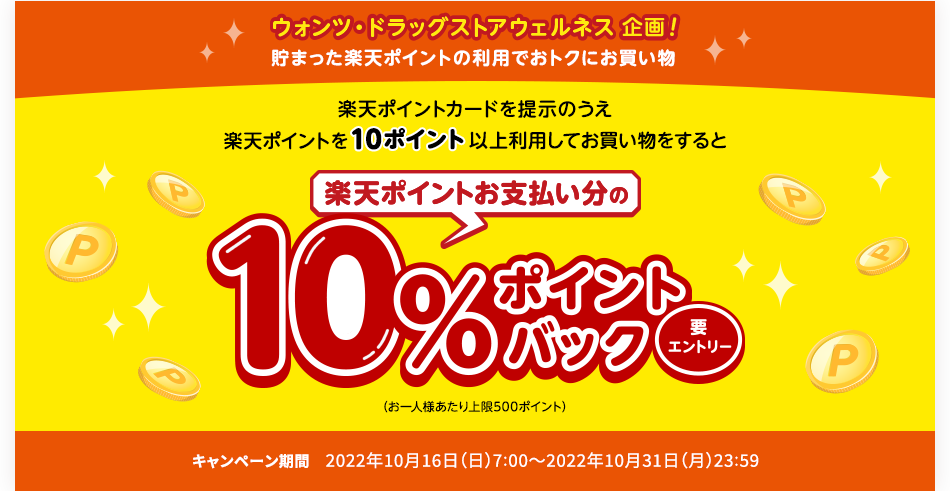 ウォンツ・ドラッグストアウェルネス 企画!
貯まった楽天ポイントの利用でおトクにお買い物
楽天ポイントカードを提示のうえ
楽天ポイントを10ポイント以上利用してお買い物をすると
楽天ポイントお支払い分の
10%ポイント
バック
要
エントリー
(お一人様あたり上限500ポイント)
キャンペーン期間 2022年10月16日(日)7:00〜2022年10月31日(月)23:59
P
P
P
P
P
P